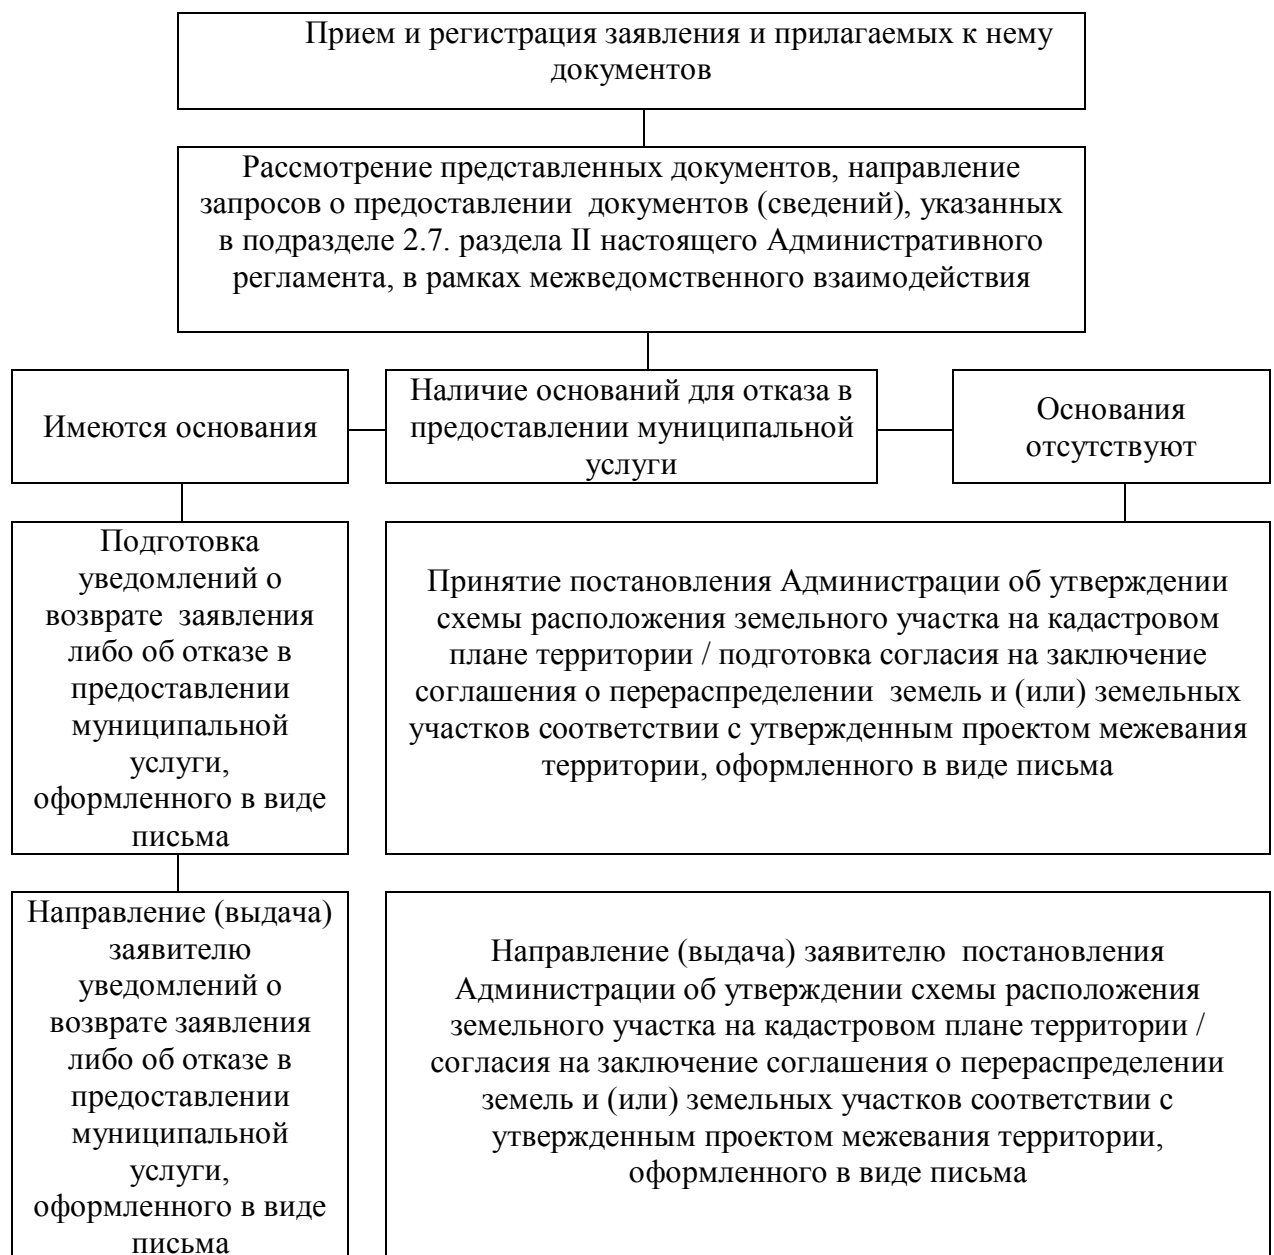 Прием и регистрация заявления и прилагаемых к нему
документов
Рассмотрение представленных документов, направление
запросов о предоставлении документов (сведений), указанных
в подразделе 2.7. раздела II настоящего Административного
регламента, в рамках межведомственного взаимодействия
Имеются основания
Наличие оснований для отказа в
предоставлении муниципальной
услуги
Основания
отсутствуют
Подготовка
уведомлений о
возврате заявления
либо об отказе в
предоставлении
муниципальной
услуги,
оформленного в виде
письма
Принятие постановления Администрации об утверждении
схемы расположения земельного участка на кадастровом
плане территории / подготовка согласия на заключение
соглашения о перераспределении земель и (или) земельных
участков соответствии с утвержденным проектом межевания
территории, оформленного в виде письма
Направление (выдача)
заявителю
уведомлений о
возврате заявления
либо об отказе в
предоставлении
муниципальной
услуги,
оформленного в виде
письма
Направление (выдача) заявителю постановления
Администрации об утверждении схемы расположения
земельного участка на кадастровом плане территории /
согласия на заключение соглашения о перераспределении
земель и (или) земельных участков соответствии с
утвержденным проектом межевания территории,
оформленного в виде письма